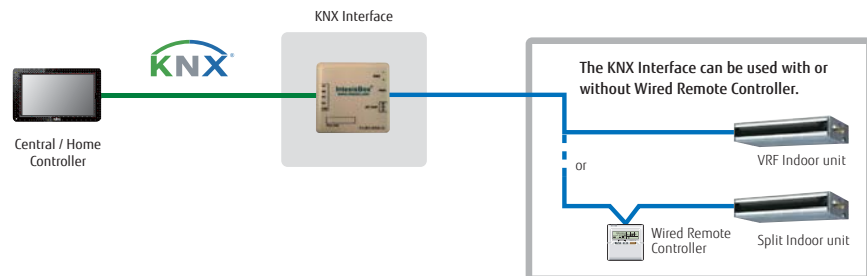 KNX Interface
KNX
The KNX Interface can be used with or
without Wired Remote Controller.
IntesisBox
Central / Home
Controller
VRF Indoor unit
or
Wired Remote
Controller
Split Indoor unit